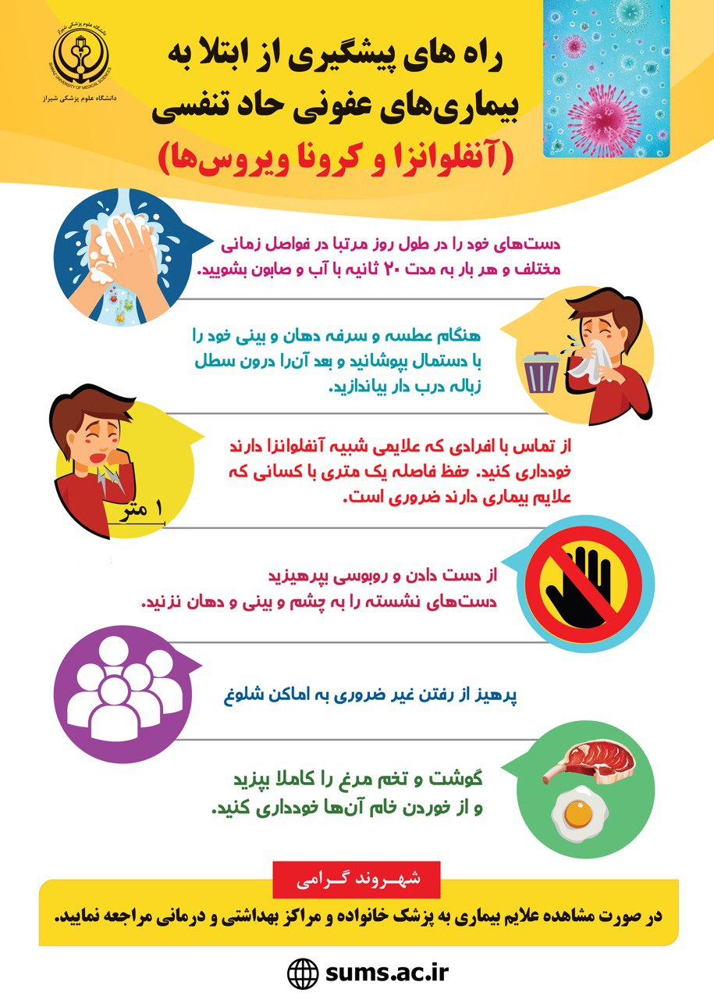 دانشگاه علوم پزشکی شیراز
SHIRAZ UNIVERSITY OF MEDICAL SCIENCES
دانشگاه علوم پزشکی شیراز
راه های پیشگیری از ابتلا به
بیماری‌های عفونی حاد تنفسی
(آنفلوانزا و کرونا ویروس‌ها)
دست‌های خود را در طول روز مرتبا در فواصل زمانی
مختلف و هر بار به مدت ۲۰ ثانیه با آب و صابون بشویید.
هنگام عطسه و سرفه دهان و بینی خود را
با دستمال بپوشانید و بعد آن‌را درون سطل
زباله درب دار بیاندازید.
از تماس با افرادی که علایمی شبیه آنفلوانزا دارند
خودداری کنید. حفظ فاصله یک متری با کسانی که
علایم بیماری دارند ضروری است.
۱ متر
از دست دادن و روبوسی بپرهیزید
دست‌های نشسته را به چشم و بینی و دهان نزنید.
پرهیز از رفتن غیر ضروری به اماکن شلوغ
گوشت و تخم مرغ را کاملا بپزید
و از خوردن خام آن‌ها خودداری کنید.
شهـروند گـرامی
در صورت مشاهده علایم بیماری به پزشک خانواده و مراکز بهداشتی و درمانی مراجعه نمایید.
sums.ac.ir